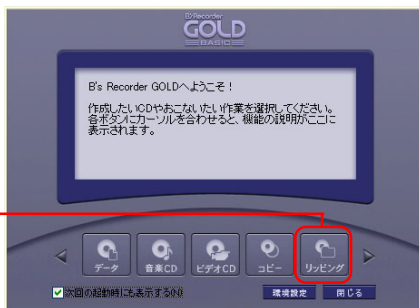 B's Recorder
GOLD
BASIC
B's Recorder GOLDへようこそ！
作成したいCDやおこないたい作業を選択してください。
各ボタンにカーソルを合わせると、機能の説明がここに
表示されます。
データ
音楽CD
ビデオCD
コピー
リッピング
次回の起動時にも表示する(N)
環境設定
閉じる